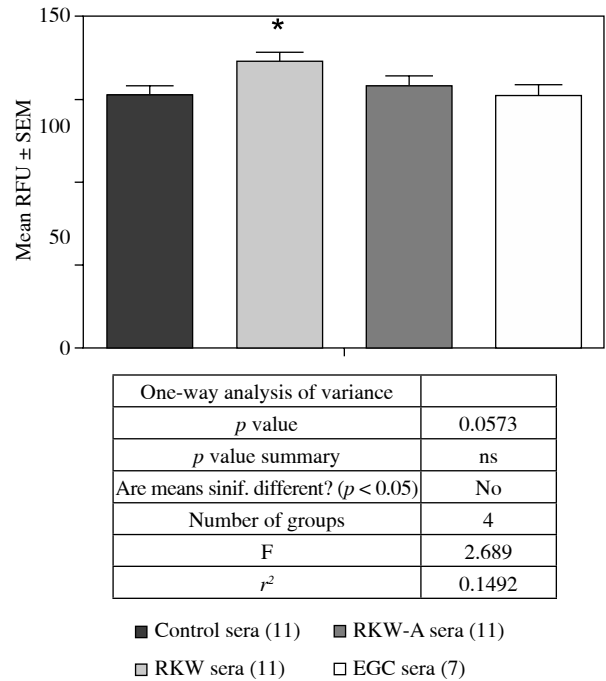 150
*
100
50
0
Mean RFU ± SEM
One-way analysis of variance
p value 0.0573
p value summary ns
Are means sinif. different? (p < 0.05) No
Number of groups 4
F 2.689
r² 0.1492
Control sera (11) RKW-A sera (11)
RKW sera (11) EGC sera (7)